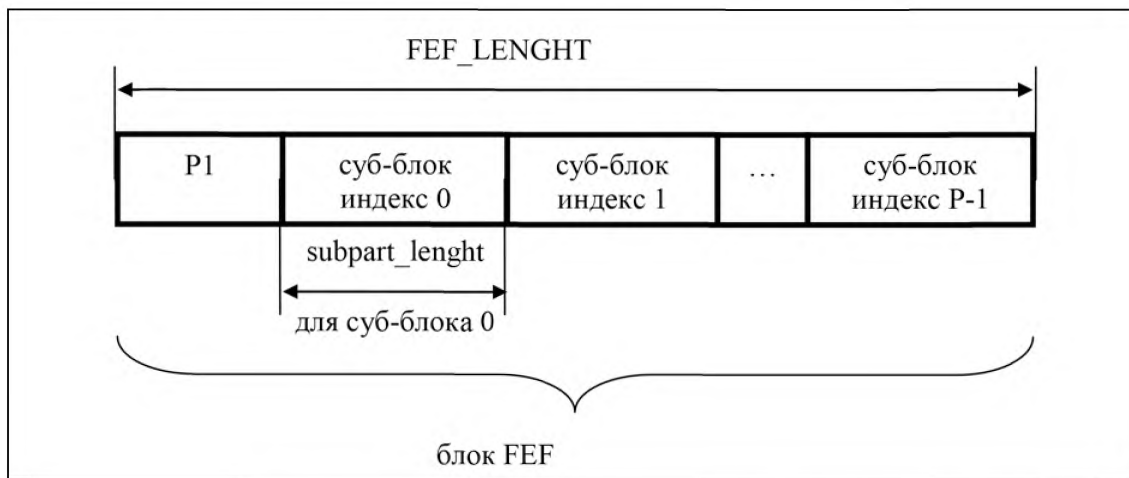 FEF_LENGHT
P1
суб-блок
индекс 0
суб-блок
индекс 1
…
суб-блок
индекс P-1
subpart_lenght
для суб-блока 0
блок FEF